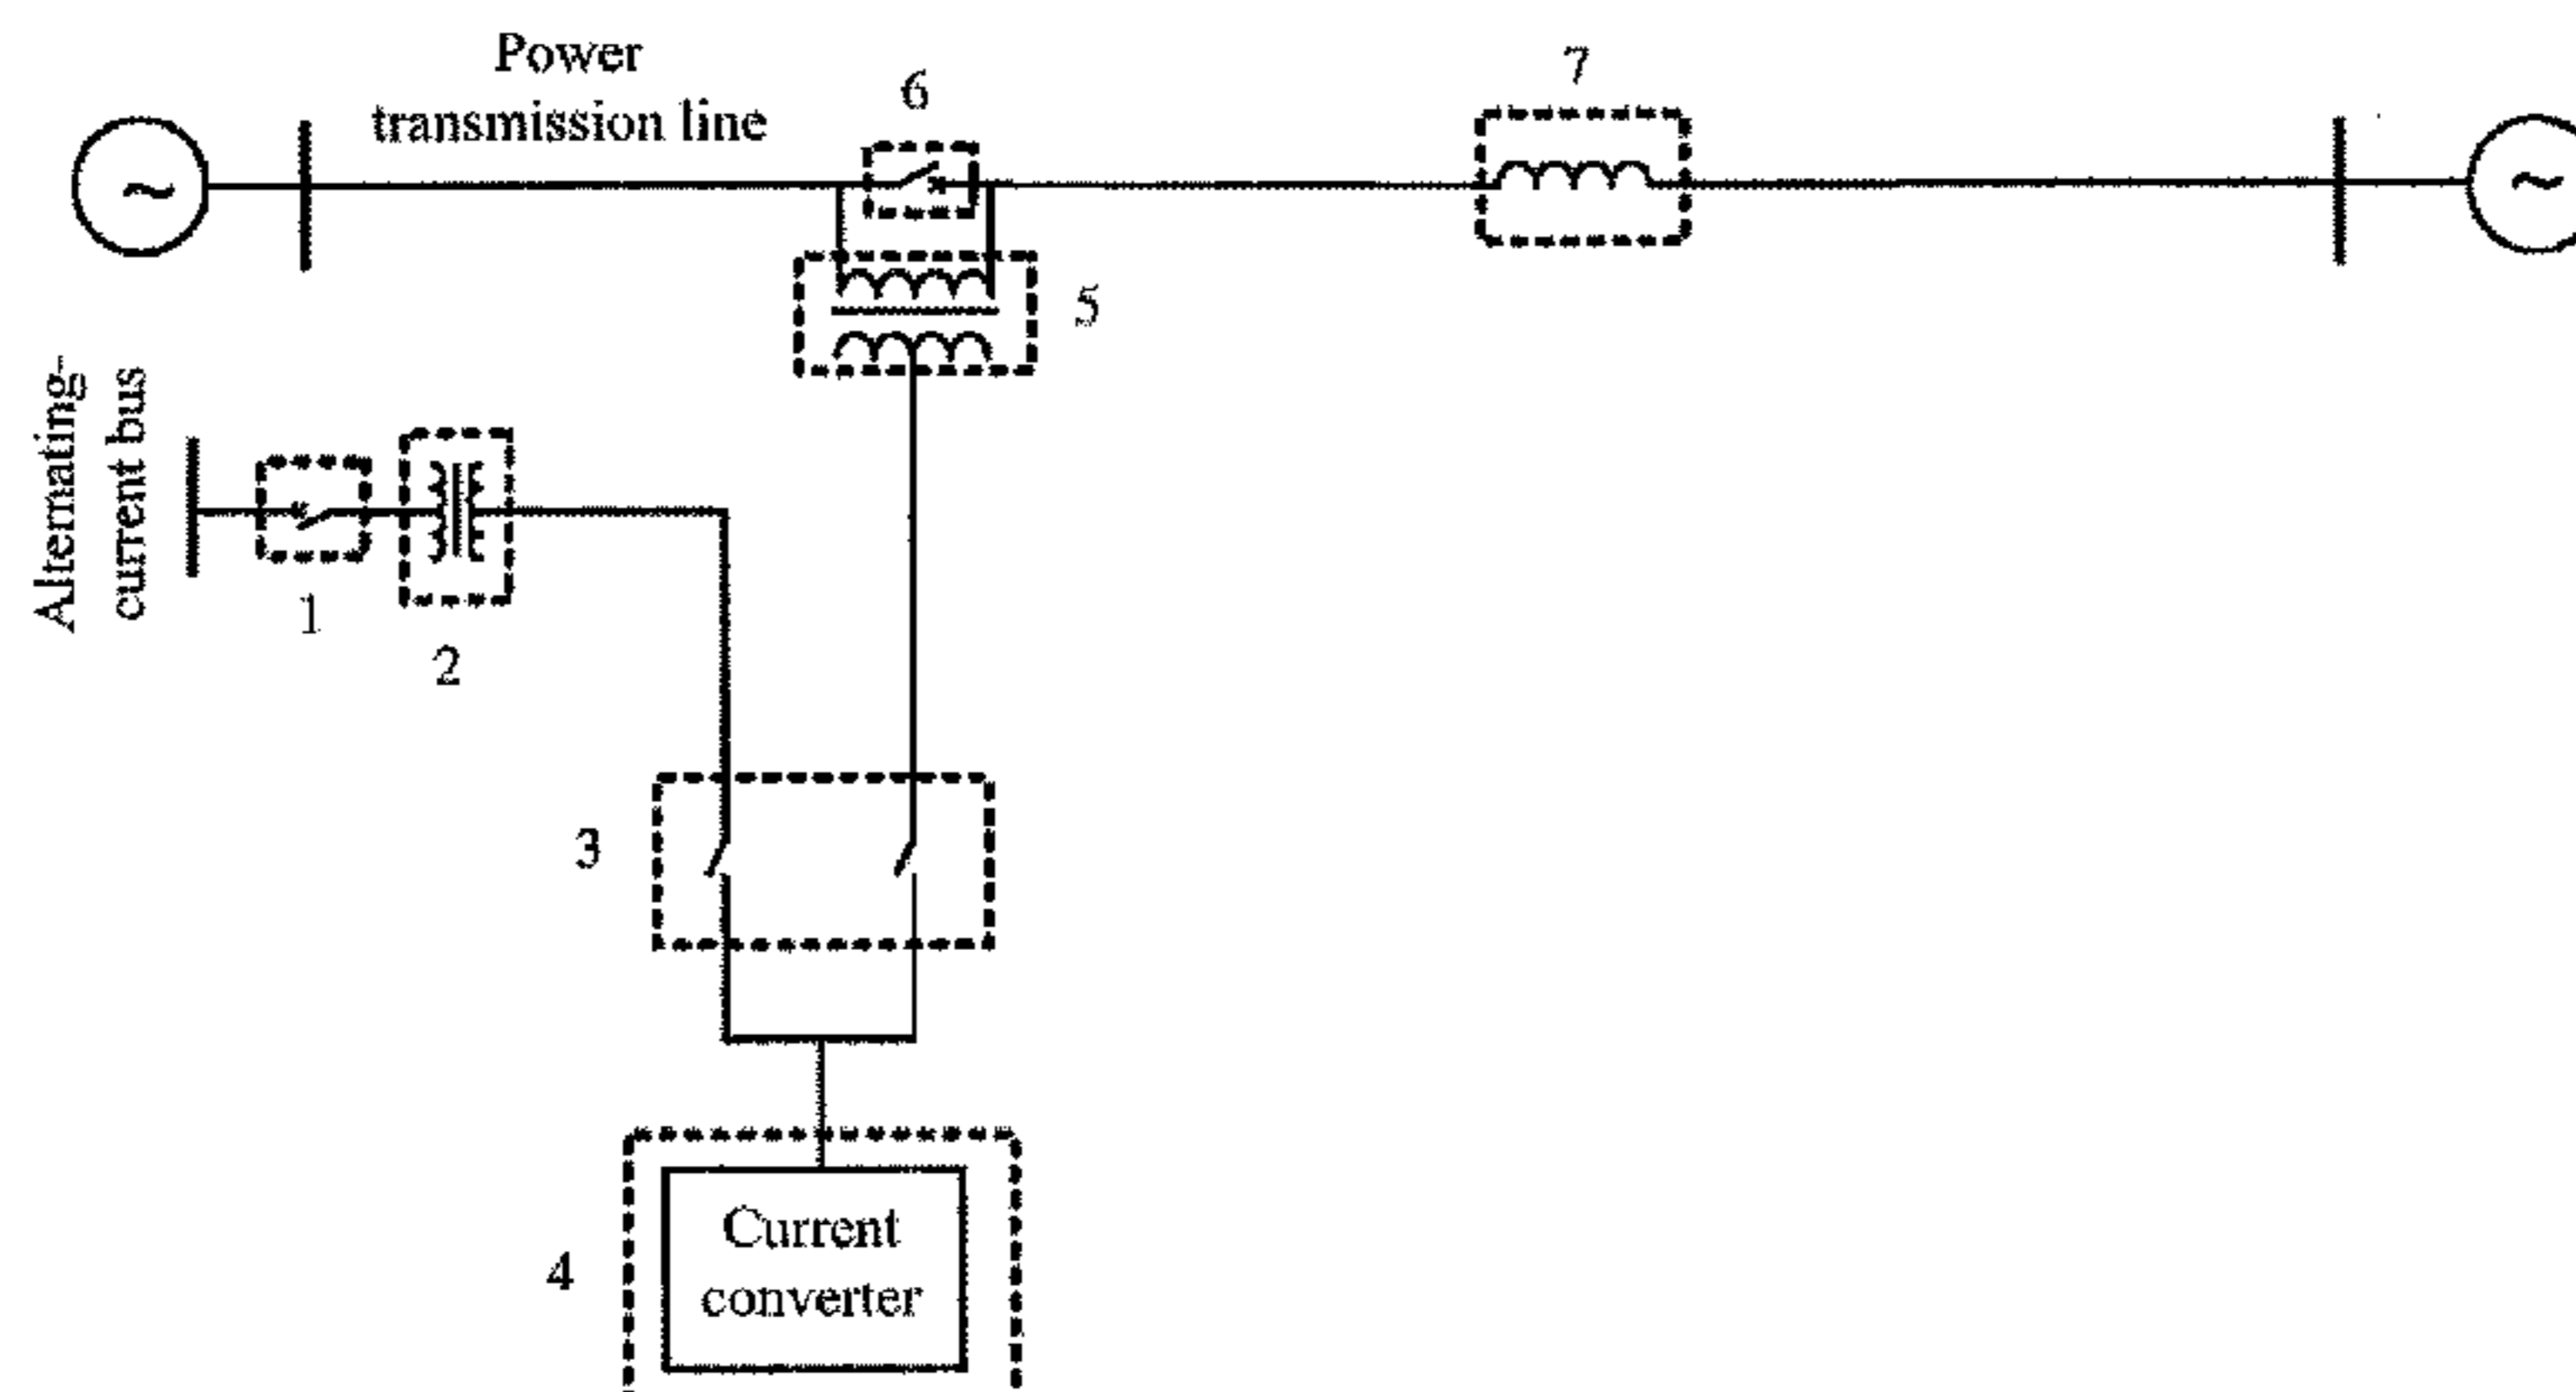 Power
transmission line
6
7
5
Alternating-
current bus
1
2
3
4
Current
converter